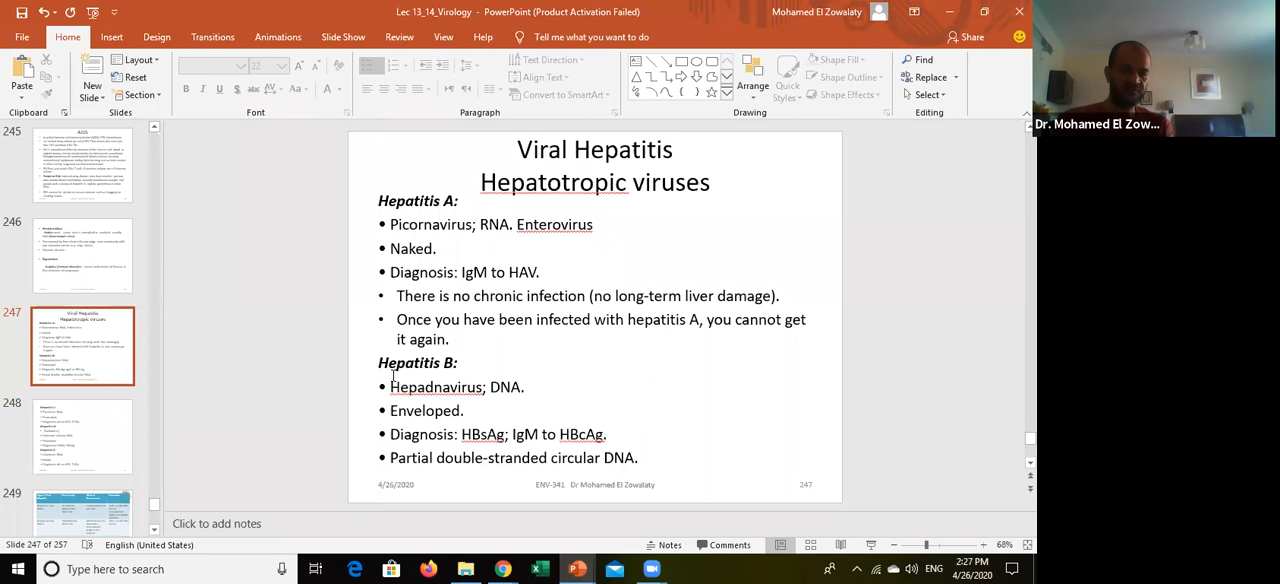 Lec 13_14_Virology - PowerPoint (Product Activation Failed)
Mohamed El Zowalaty
File Home Insert Design Transitions Animations Slide Show Review View Help Tell me what you want to do
Share
Paste
New
Slide
Layout
Reset
Section
22
Text Direction
Align Text
Convert to SmartArt
Arrange
Quick
Styles
Shape Fill
Shape Outline
Shape Effects
Find
Replace
Select
Clipboard Slides Font Paragraph Drawing Editing
Dr. Mohamed El Zow...
245
246
247
248
249
Viral Hepatitis
Hepatotropic viruses
Hepatitis A:
• Picornavirus; RNA, Enterovirus
• Naked.
• Diagnosis: IgM to HAV.
• There is no chronic infection (no long-term liver damage).
• Once you have been infected with hepatitis A, you cannot get
it again.
Hepatitis B:
• Hepadnavirus; DNA.
• Enveloped.
• Diagnosis: HBsAg, IgM to HBcAg.
• Partial double-stranded circular DNA.
4/26/2020 ENV-341 Dr Mohamed El Zowalaty 247
Click to add notes
Slide 247 of 257 English (United States) Notes Comments 68%
Type here to search
ENG
2:27 PM
4/26/2020